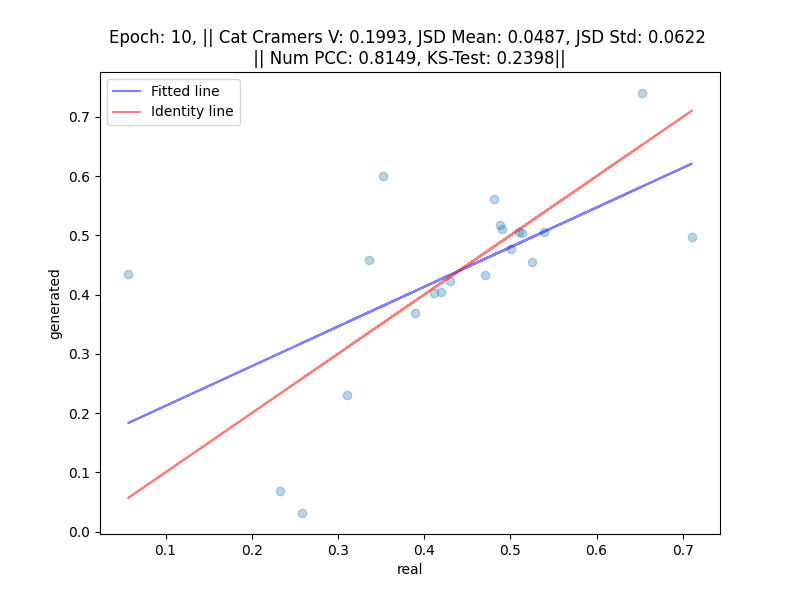 Epoch: 10, || Cat Cramers V: 0.1993, JSD Mean: 0.0487, JSD Std: 0.0622
|| Num PCC: 0.8149, KS-Test: 0.2398||
Fitted line
Identity line
0.7
0.6
0.5
0.4
0.3
0.2
0.1
0.0
generated
0.1 0.2 0.3 0.4 0.5 0.6 0.7
real